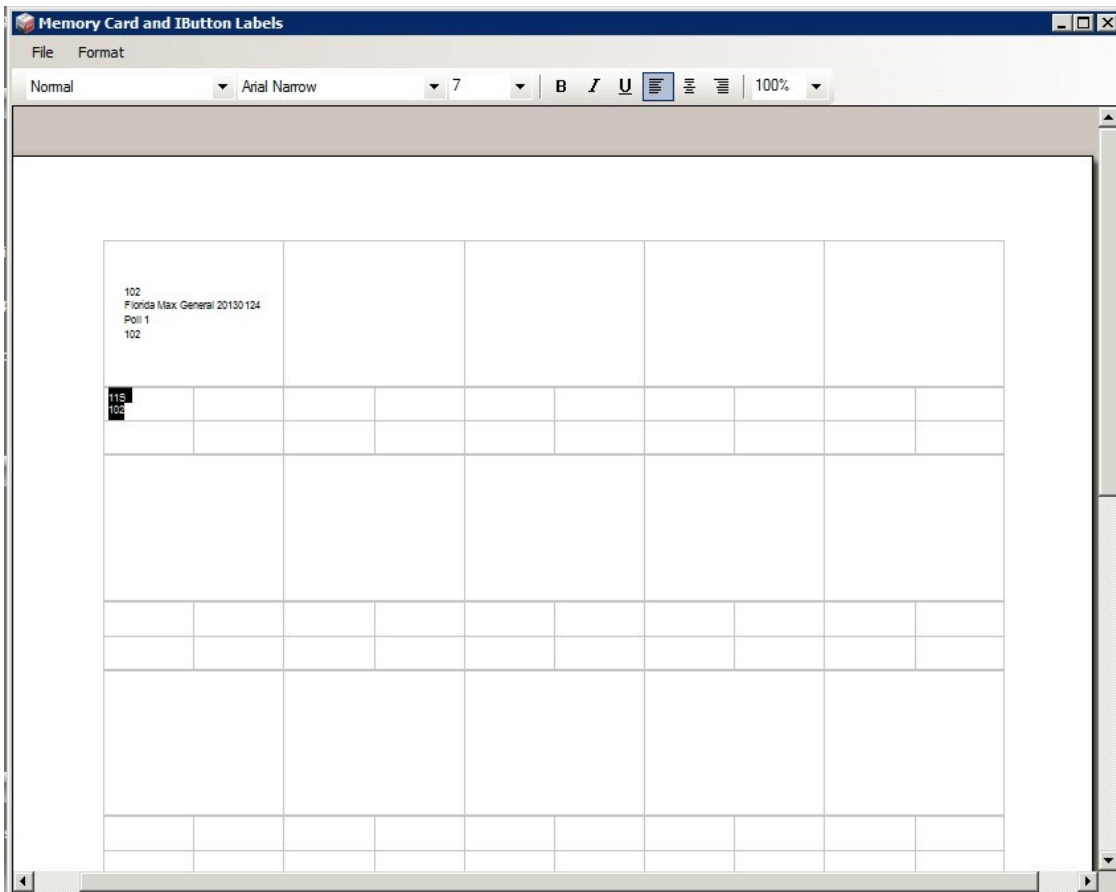 Memory Card and IButton Labels
File Format
Normal Arial Narrow 7 B I U 100%
102
Florida Max General 20130124
Poll 1
102
115
102